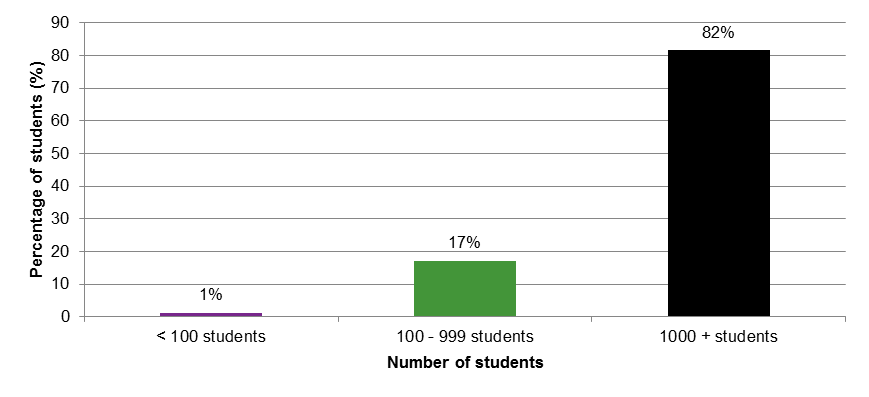 90
82%
80
70
60
50
40
30
17%
20
10
1%
0
< 100 students
100 - 999 students
1000 + students
Percentage of students (%)
Number of students